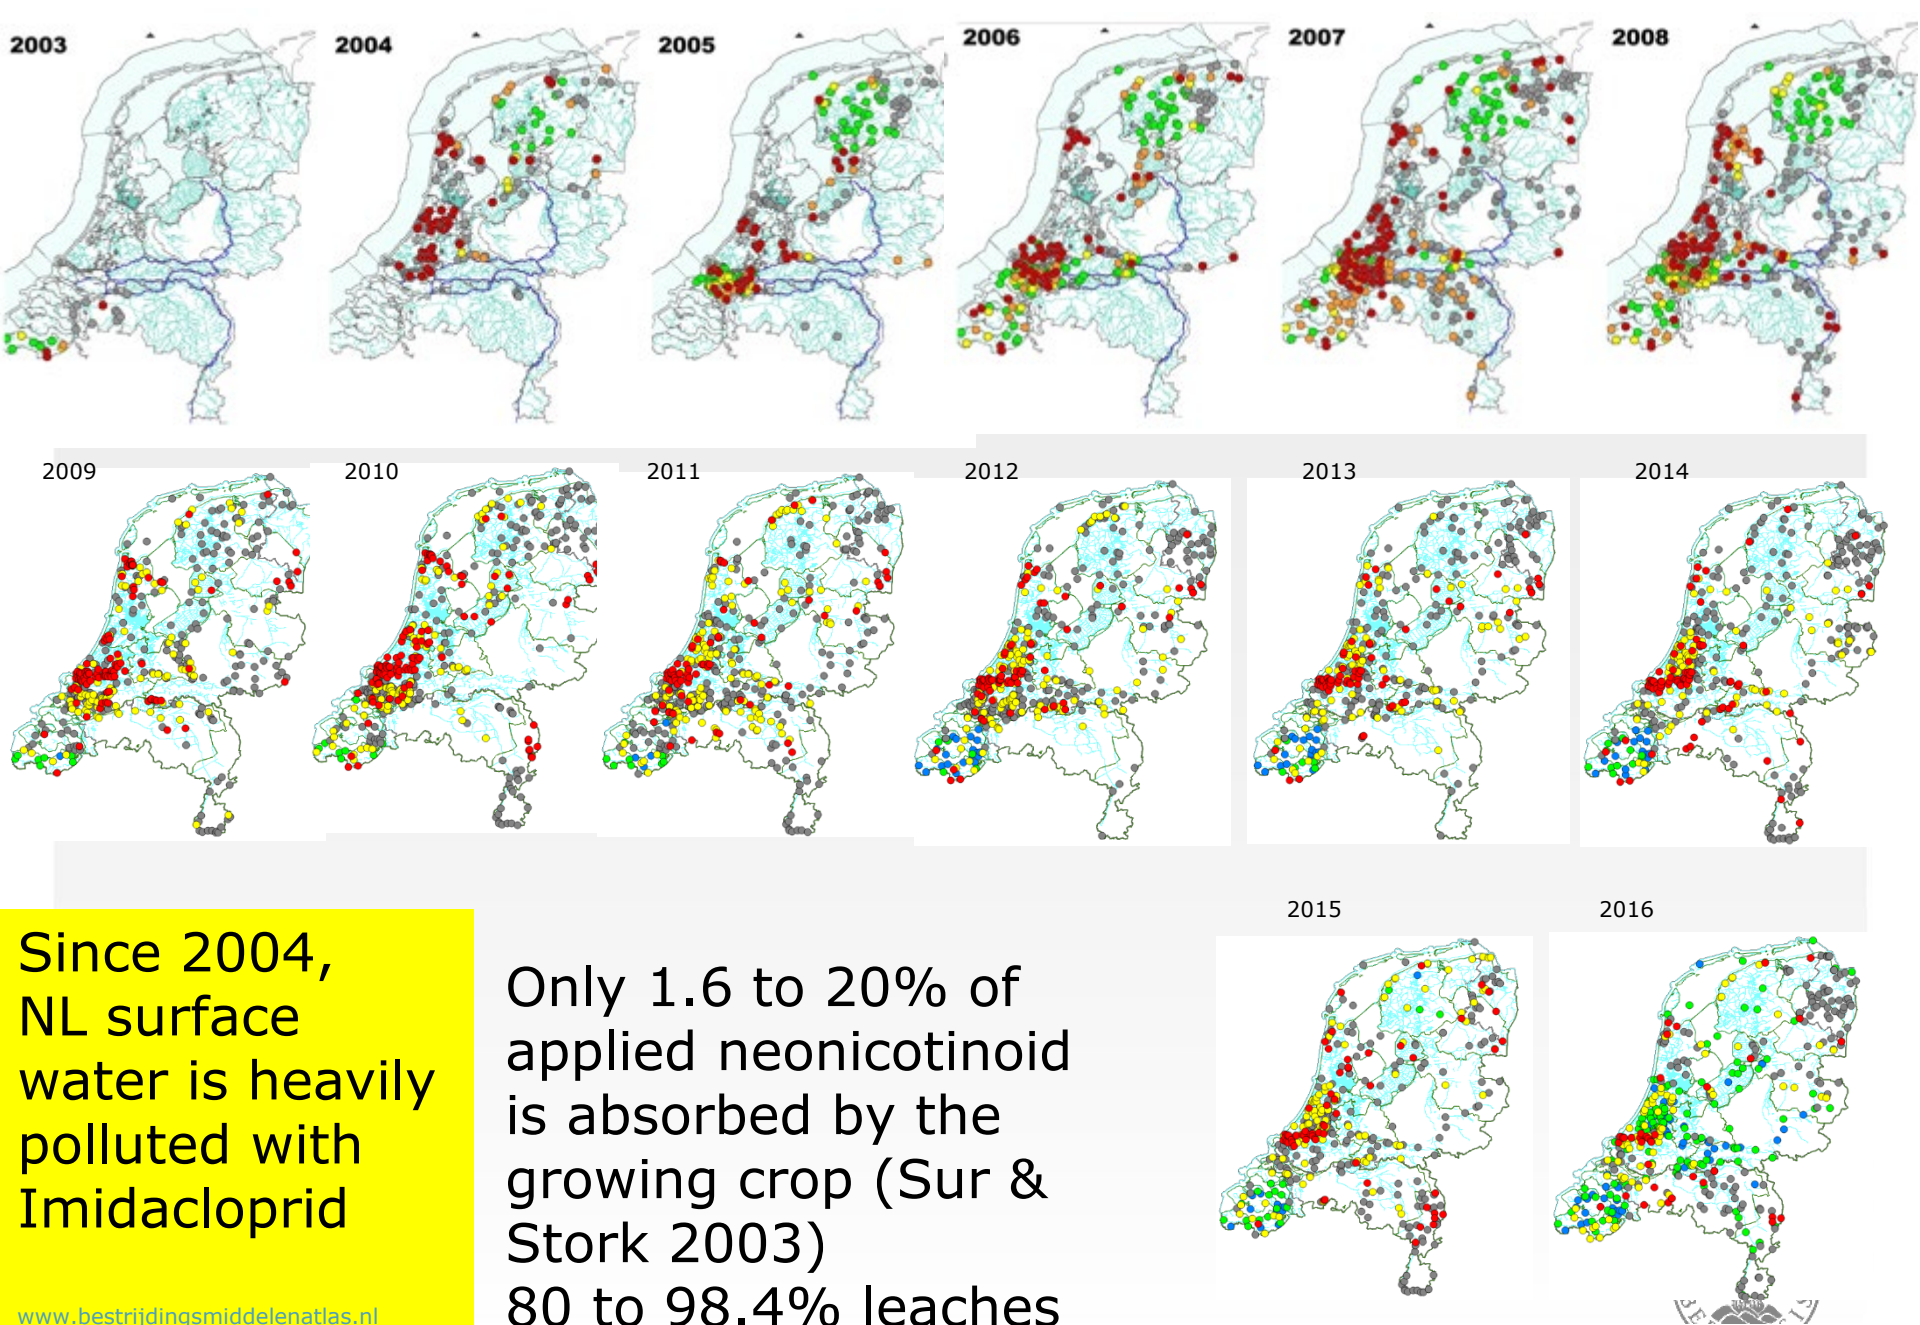 2003
2004
2005
2006
2007
2008
2009
2010
2011
2012
2013
2014
2015
2016
Since 2004,
NL surface
water is heavily
polluted with
Imidacloprid
www.bestrijdingsmiddelenatlas.nl
Only 1.6 to 20% of
applied neonicotinoid
is absorbed by the
growing crop (Sur &
Stork 2003)
80 to 98.4% leaches